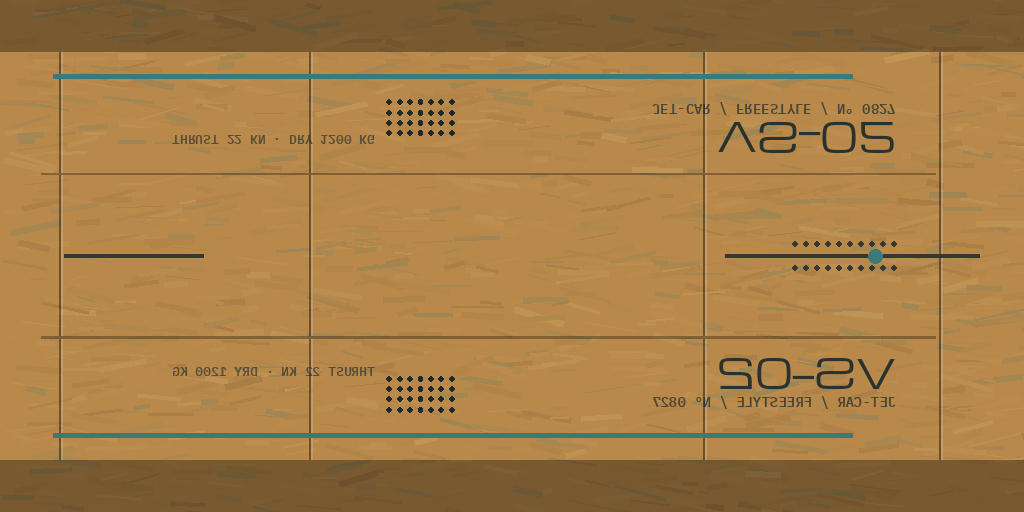 JET-CAR / FREESTYLE / Nº 0827
VS-02
THRUST 22 KN · DRY 1200 KG
VS-02
JET-CAR / FREESTYLE / Nº 0827
THRUST 22 KN · DRY 1200 KG